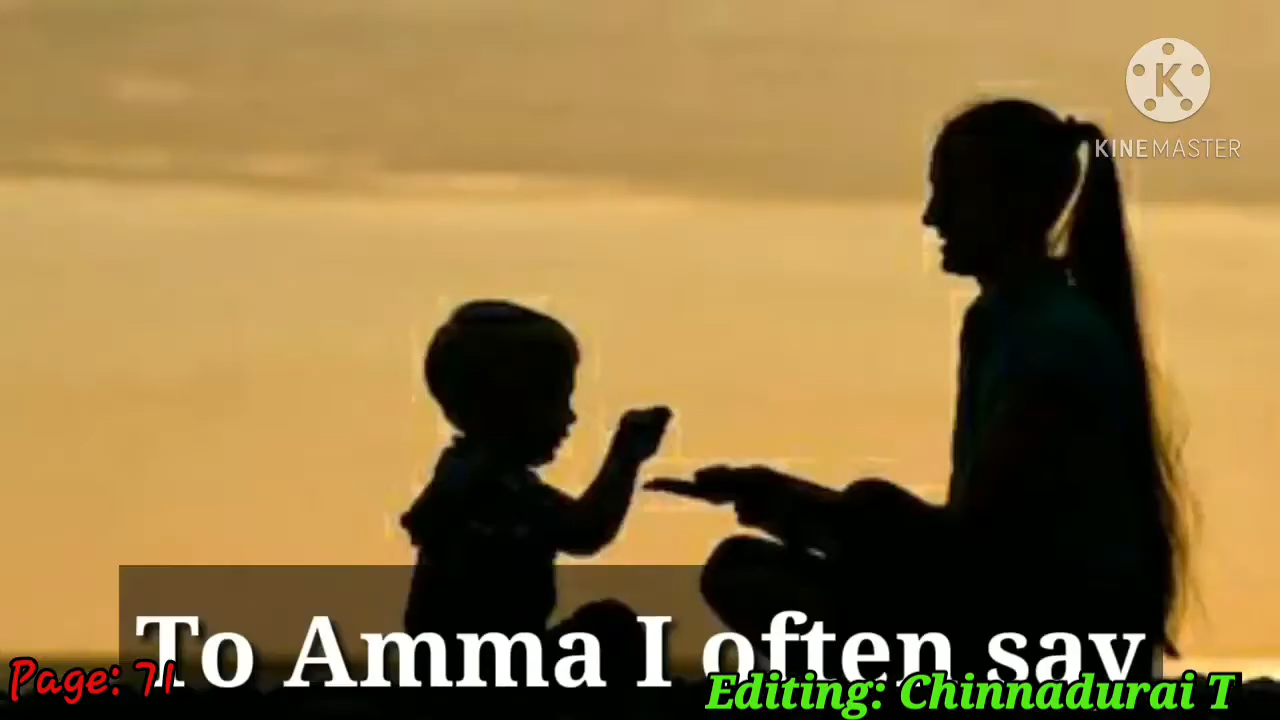 K
KINEMASTER
To Amma I often say
Page: 71
Editing: Chinnadurai T